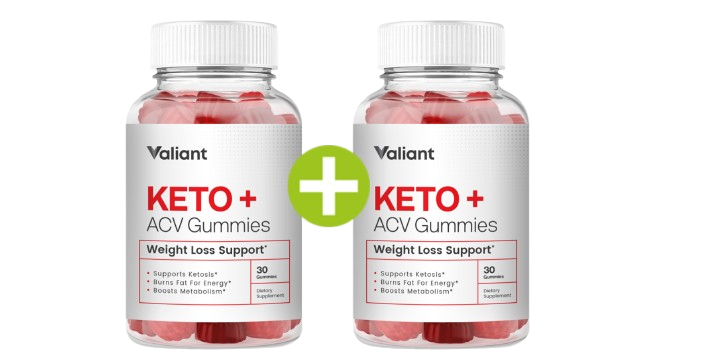 Valiant
KETO +
ACV Gummies
Weight Loss Support*
• Supports Ketosis*
• Burns Fat For Energy*
• Boosts Metabolism*
30
Gummies
Dietary
Supplement
Valiant
KETO +
ACV Gummies
Weight Loss Support*
• Supports Ketosis*
• Burns Fat For Energy*
• Boosts Metabolism*
30
Gummies
Dietary
Supplement